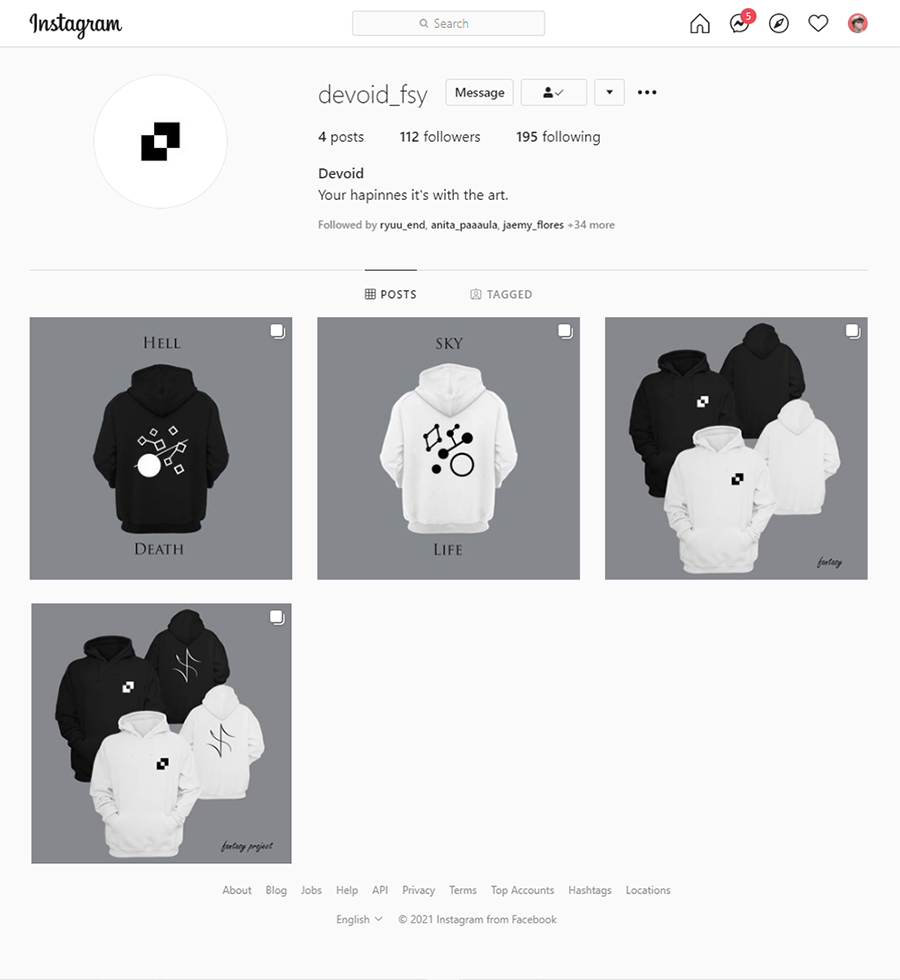 Instagram
Search
5
devoid_fsy
Message
4 posts 112 followers 195 following
Devoid
Your hapinnes it's with the art.
Followed by ryuu_end, anita_paaaula, jaemy_flores +34 more
POSTS TAGGED
HELL
DEATH
SKY
LIFE
fantasy
fantasy project
About Blog Jobs Help API Privacy Terms Top Accounts Hashtags Locations
English © 2021 Instagram from Facebook